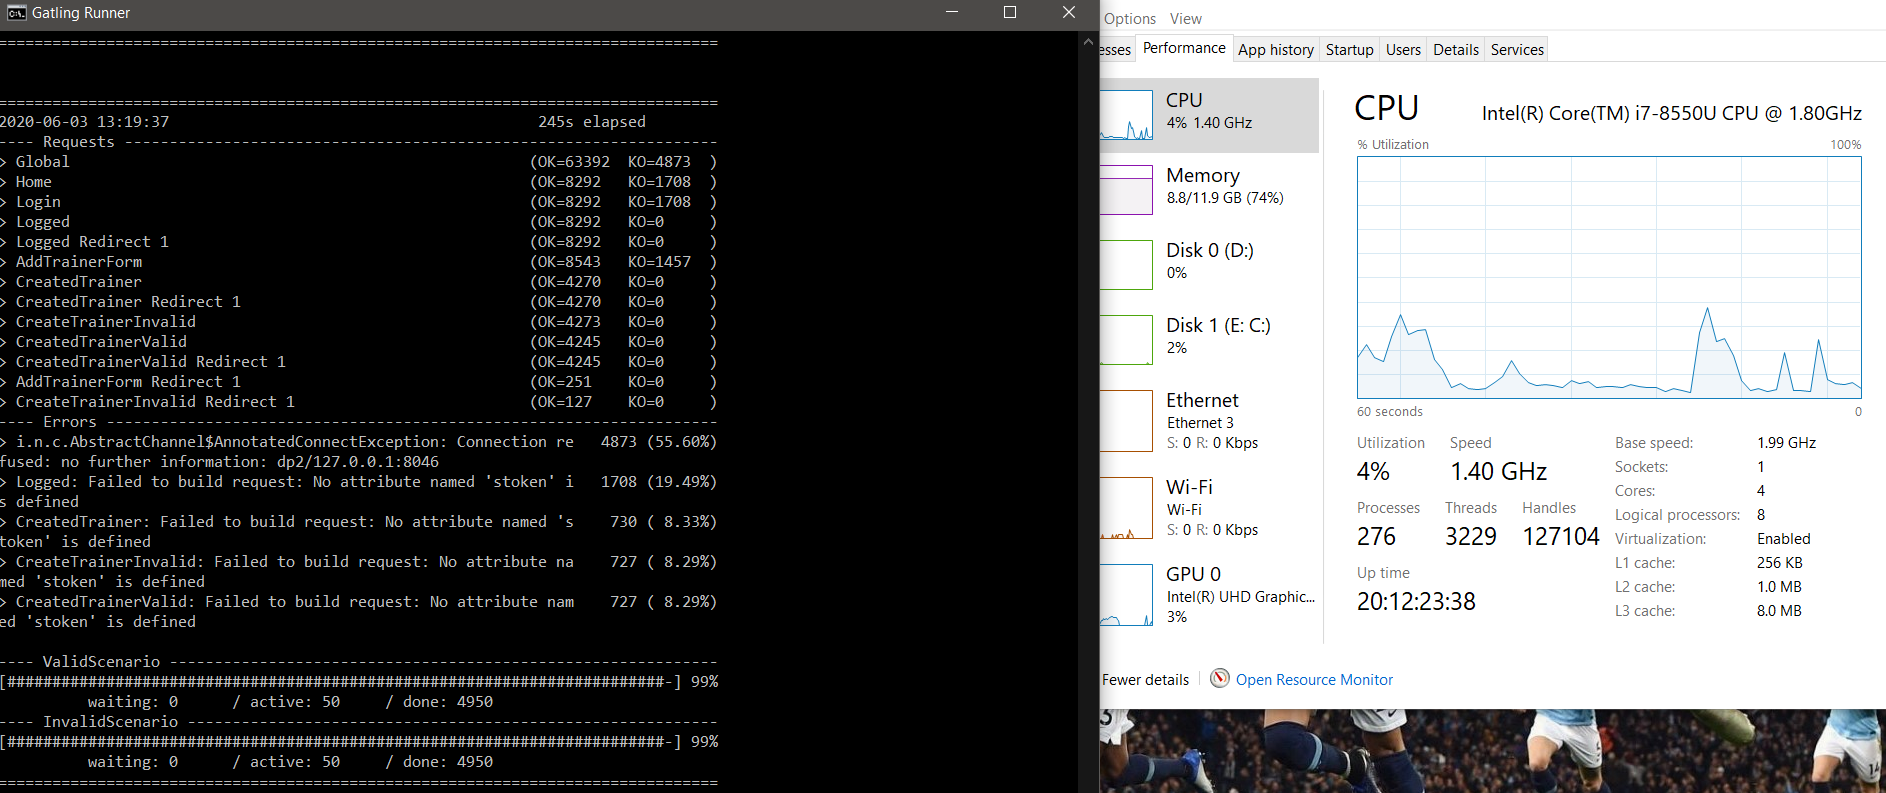 Gatling Runner
================================================================================
================================================================================
2020-06-03 13:19:37                                         245s elapsed
---- Requests ------------------------------------------------------------------
> Global                                                   (OK=63392  KO=4873  )
> Home                                                     (OK=8292   KO=1708  )
> Login                                                    (OK=8292   KO=1708  )
> Logged                                                   (OK=8292   KO=0     )
> Logged Redirect 1                                        (OK=8292   KO=0     )
> AddTrainerForm                                           (OK=8543   KO=1457  )
> CreatedTrainer                                           (OK=4270   KO=0     )
> CreatedTrainer Redirect 1                                (OK=4270   KO=0     )
> CreateTrainerInvalid                                     (OK=4273   KO=0     )
> CreatedTrainerValid                                      (OK=4245   KO=0     )
> CreatedTrainerValid Redirect 1                           (OK=4245   KO=0     )
> AddTrainerForm Redirect 1                                (OK=251    KO=0     )
> CreateTrainerInvalid Redirect 1                          (OK=127    KO=0     )
---- Errors --------------------------------------------------------------------
> i.n.c.AbstractChannel$AnnotatedConnectException: Connection re   4873 (55.60%)
fused: no further information: dp2/127.0.0.1:8046
> Logged: Failed to build request: No attribute named 'stoken' i   1708 (19.49%)
s defined
> CreatedTrainer: Failed to build request: No attribute named 's    730 ( 8.33%)
token' is defined
> CreateTrainerInvalid: Failed to build request: No attribute na    727 ( 8.29%)
med 'stoken' is defined
> CreatedTrainerValid: Failed to build request: No attribute nam    727 ( 8.29%)
ed 'stoken' is defined
---- ValidScenario -------------------------------------------------------------
[##########################################################################-] 99%
waiting: 0      / active: 50     / done: 4950
---- InvalidScenario -----------------------------------------------------------
[##########################################################################-] 99%
waiting: 0      / active: 50     / done: 4950
================================================================================
Options View
esses Performance App history Startup Users Details Services
CPU
4% 1.40 GHz
Memory
8.8/11.9 GB (74%)
Disk 0 (D:)
0%
Disk 1 (E: C:)
2%
Ethernet
Ethernet 3
S: 0 R: 0 Kbps
Wi-Fi
Wi-Fi
S: 0 R: 0 Kbps
GPU 0
Intel(R) UHD Graphic...
3%
CPU Intel(R) Core(TM) i7-8550U CPU @ 1.80GHz
% Utilization 100%
60 seconds 0
Utilization Speed
4% 1.40 GHz
Processes Threads Handles
276 3229 127104
Up time
20:12:23:38
Base speed: 1.99 GHz
Sockets: 1
Cores: 4
Logical processors: 8
Virtualization: Enabled
L1 cache: 256 KB
L2 cache: 1.0 MB
L3 cache: 8.0 MB
Fewer details Open Resource Monitor